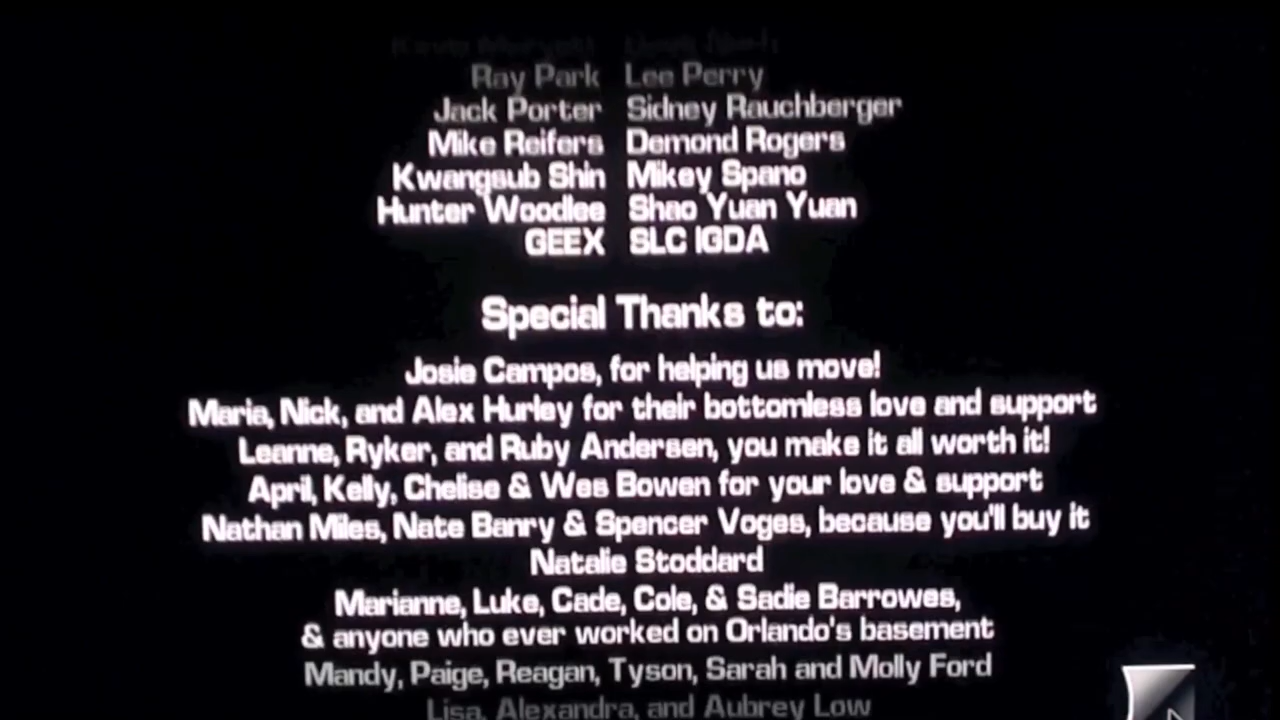 Ray Park Lee Perry
Jack Porter Sidney Rauchberger
Mike Reifers Demond Rogers
Kwangsub Shin Mikey Spano
Hunter Woodlee Shao Yuan Yuan
GEEX SLC IGDA
Special Thanks to:
Josie Campos, for helping us move!
Maria, Nick, and Alex Hurley for their bottomless love and support
Leanne, Ryker, and Ruby Andersen, you make it all worth it!
April, Kelly, Chelise & Wes Bowen for your love & support
Nathan Miles, Nate Banry & Spencer Voges, because you'll buy it
Natalie Stoddard
Marianne, Luke, Cade, Cole, & Sadie Barrowes,
& anyone who ever worked on Orlando's basement
Mandy, Paige, Reagan, Tyson, Sarah and Molly Ford
Lisa, Alexandra, and Aubrey Low